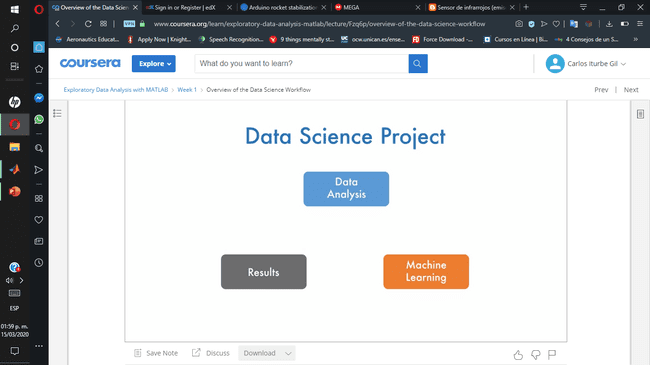 Overview of the Data Scien
Sign in or Register | edX
Arduino rocket stabilization
MEGA
Sensor de infrarrojos (emis
VPN
www.coursera.org/learn/exploratory-data-analysis-matlab/lecture/Fzq6p/overview-of-the-data-science-workflow
Aeronautics Educat...
Apply Now | Knight...
Speech Recognition...
9 things mentally st...
ocw.unican.es/ense...
Force Download -...
Cursos en Línea | Bi...
4 Consejos de un S...
coursera
Explore
What do you want to learn?
Carlos Iturbe Gil
Exploratory Data Analysis with MATLAB > Week 1 > Overview of the Data Science Workflow
Prev | Next
Data Science Project
Data
Analysis
Results
Machine
Learning
Save Note
Discuss
Download
ESP
01:59 p. m.
15/03/2020